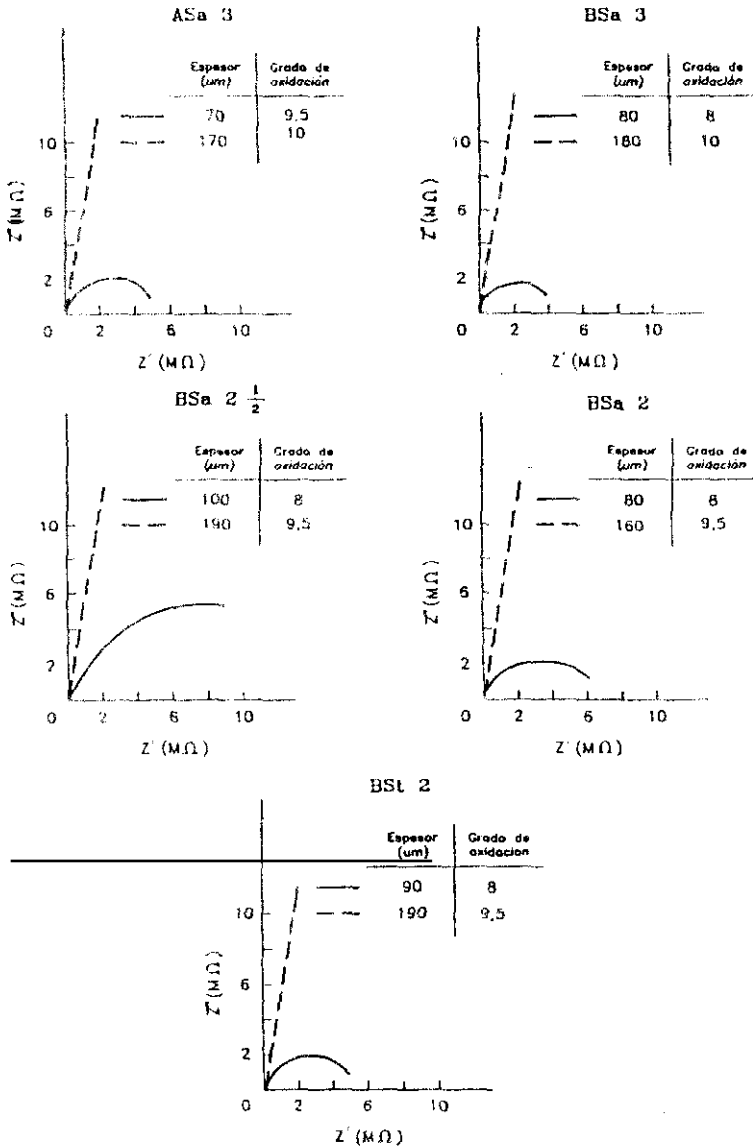 ASa 3
Espesor Grado de
(um) oxidación
70 9,5
170 10
10
6
2
0 2 6 10
Z" (MΩ)
Z' (MΩ)
BSa 3
Espesor Grado de
(μm) oxidación
80 8
180 10
10
6
2
0 2 6 10
Z" (MΩ)
Z' (MΩ)
BSa 2 1/2
Espesor Grado de
(μm) oxidación
100 8
190 9,5
10
6
2
0 2 6 10
Z" (MΩ)
Z' (MΩ)
BSa 2
Espesor Grado de
(μm) oxidación
80 8
160 9,5
10
6
2
0 2 6 10
Z" (MΩ)
Z' (MΩ)
BSt 2
Espesor Grado de
(um) oxidacion
90 8
190 9,5
10
6
2
0 2 6 10
Z" (MΩ)
Z' (MΩ)